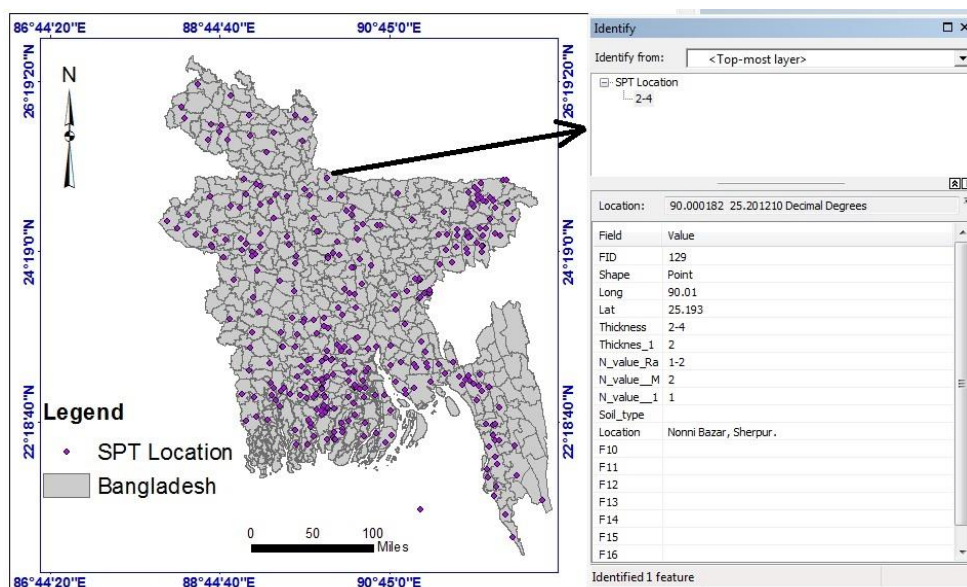 86°44'20"E 88°44'40"E 90°45'0"E
26°19'20"N
26°19'20"N
N
24°19'0"N
24°19'0"N
22°18'40"N
22°18'40"N
Legend
SPT Location
Bangladesh
0 50 100
Miles
86°44'20"E 88°44'40"E 90°45'0"E
Identify
Identify from: <Top-most layer>
SPT Location
2-4
Location: 90.000182 25.201210 Decimal Degrees
Field Value
FID 129
Shape Point
Long 90.01
Lat 25.193
Thickness 2-4
Thicknes_1 2
N_value_Ra 1-2
N_value__M 2
N_value__1 1
Soil_type
Location Nonni Bazar, Sherpur.
F10
F11
F12
F13
F14
F15
F16
Identified 1 feature